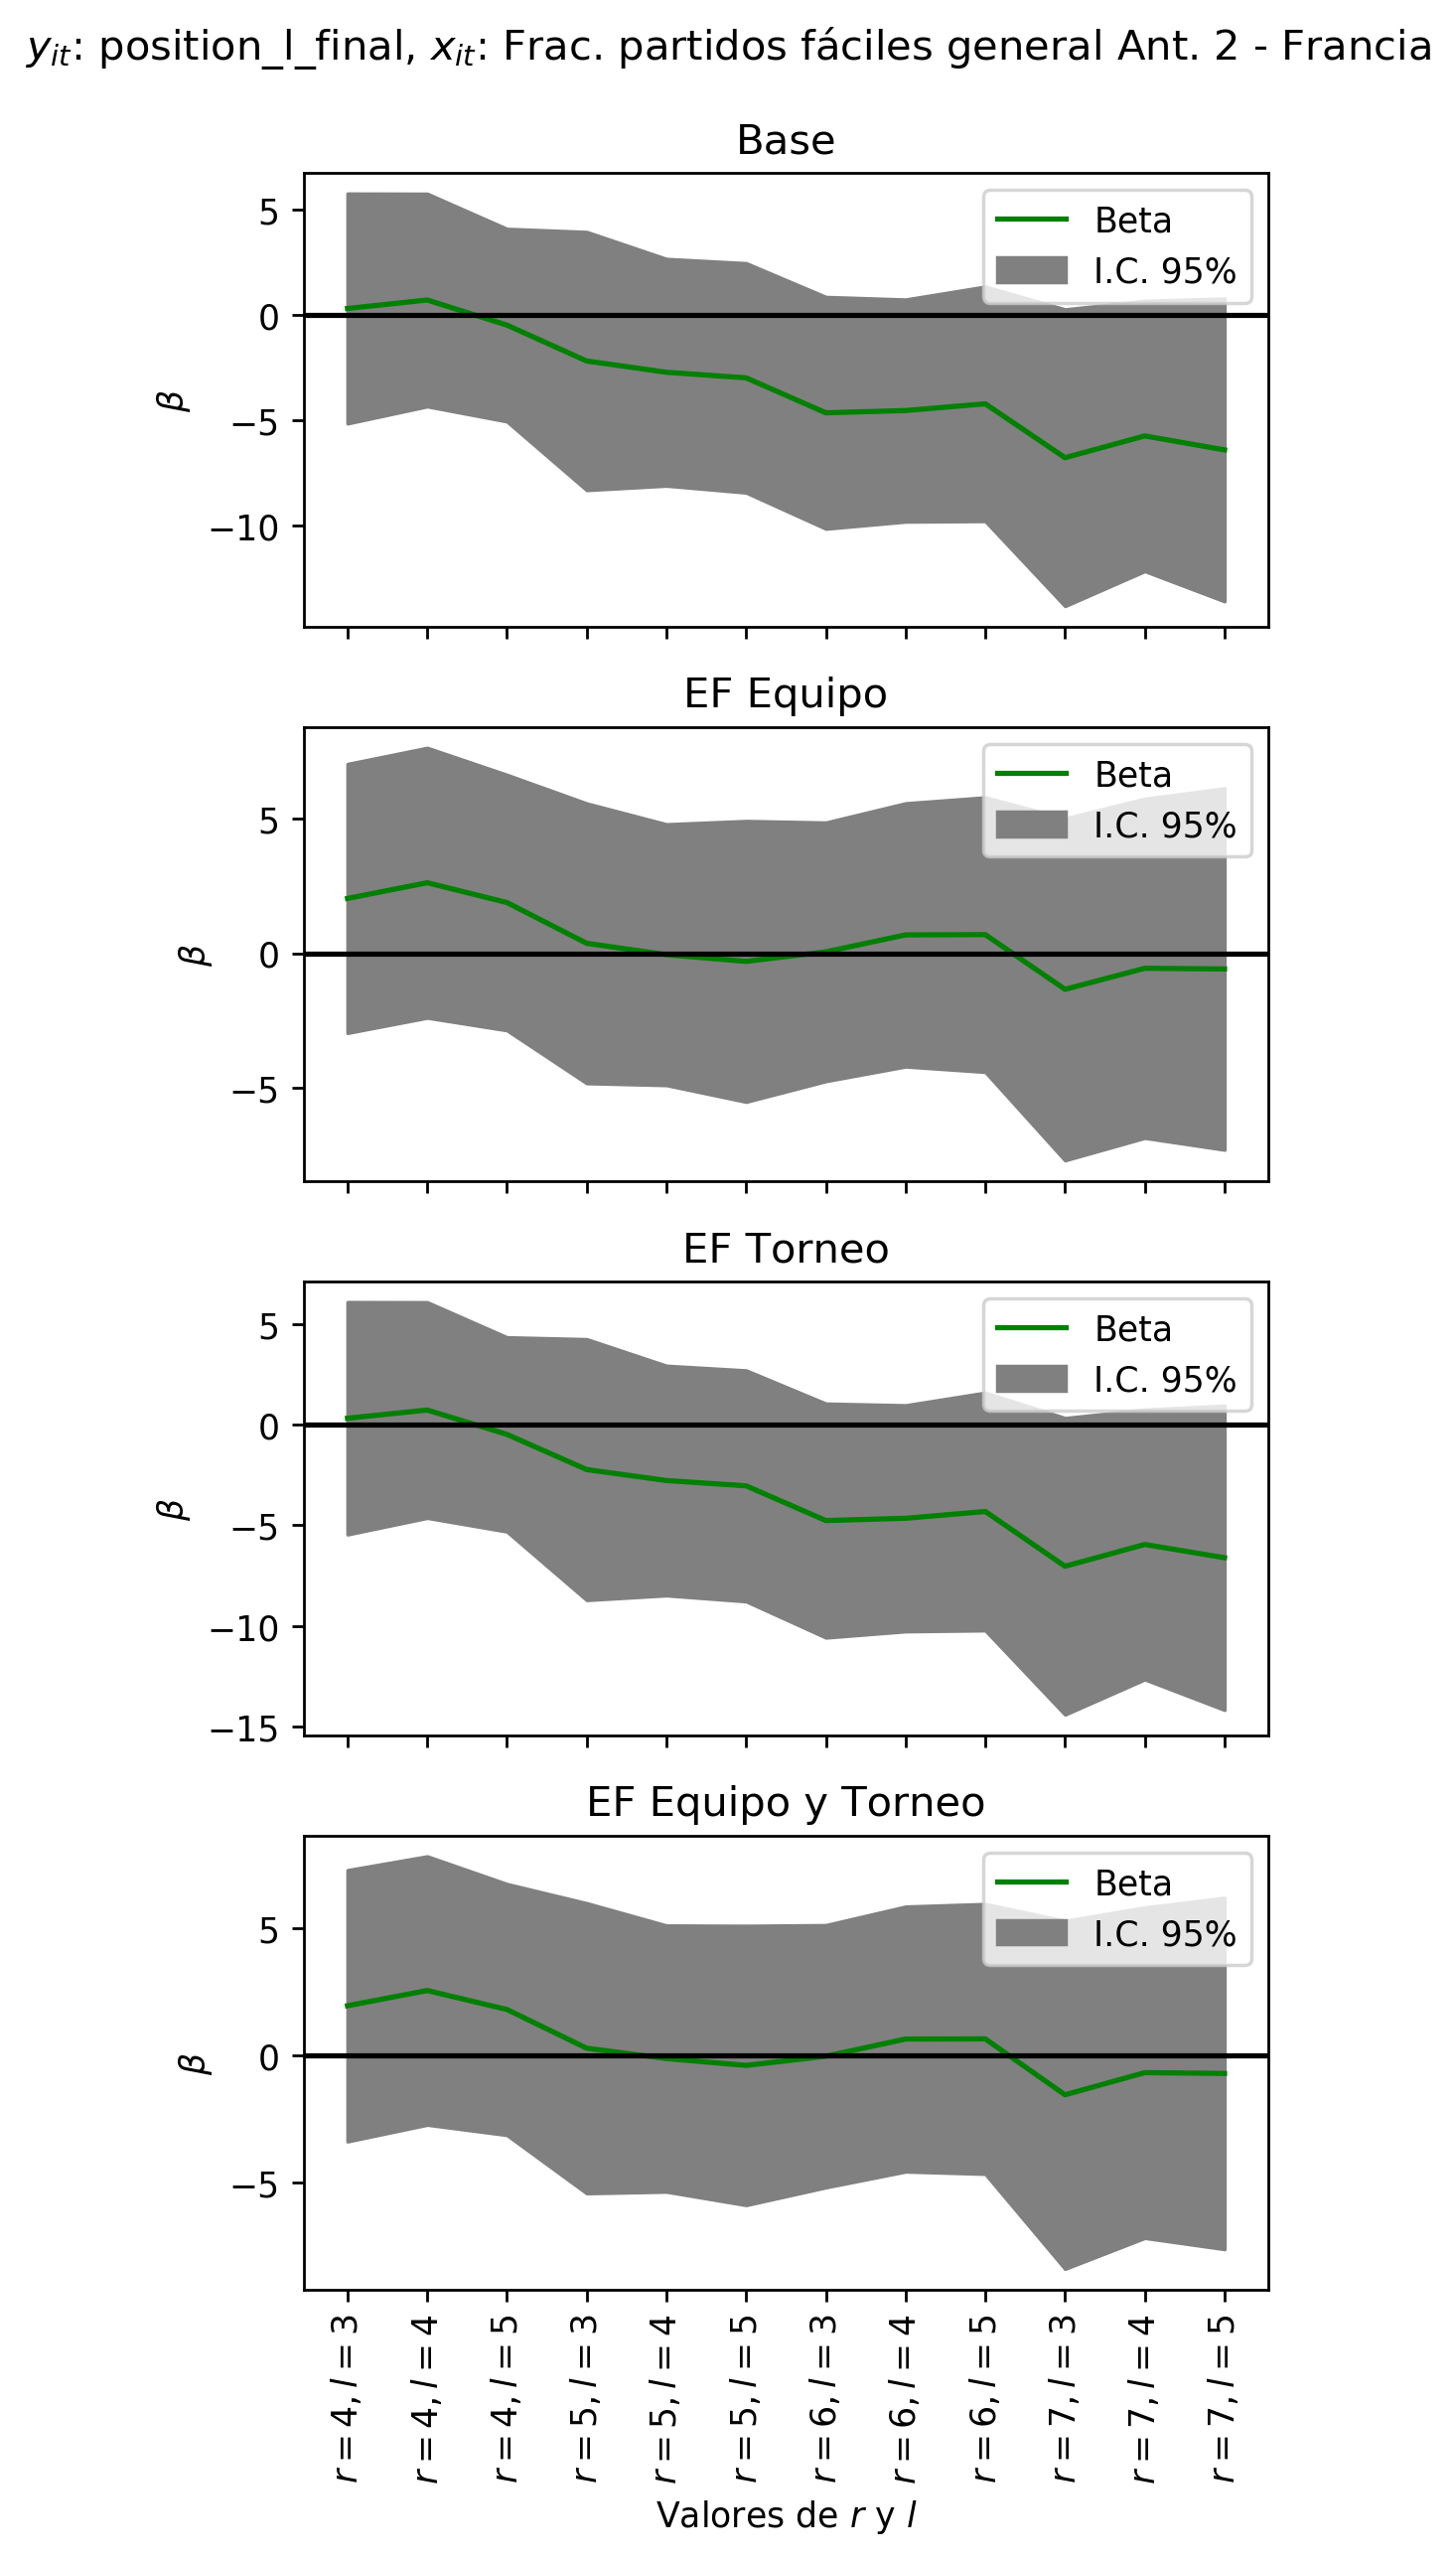 y_it: position_l_final, x_it: Frac. partidos fáciles general Ant. 2 - Francia
Base
5
0
−5
−10
β
Beta
I.C. 95%
EF Equipo
5
0
−5
β
Beta
I.C. 95%
EF Torneo
5
0
−5
−10
−15
β
Beta
I.C. 95%
EF Equipo y Torneo
5
0
−5
β
Beta
I.C. 95%
r = 4, l = 3
r = 4, l = 4
r = 4, l = 5
r = 5, l = 3
r = 5, l = 4
r = 5, l = 5
r = 6, l = 3
r = 6, l = 4
r = 6, l = 5
r = 7, l = 3
r = 7, l = 4
r = 7, l = 5
Valores de r y l